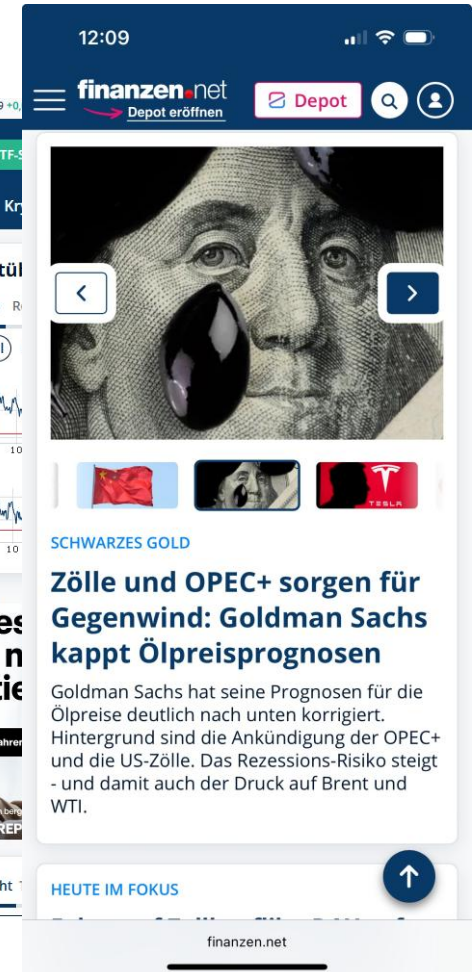 12:09
finanzen.net
Depot eröffnen
Depot
TESLA
SCHWARZES GOLD
Zölle und OPEC+ sorgen für
Gegenwind: Goldman Sachs
kappt Ölpreisprognosen
Goldman Sachs hat seine Prognosen für die
Ölpreise deutlich nach unten korrigiert.
Hintergrund sind die Ankündigung der OPEC+
und die US-Zölle. Das Rezessions-Risiko steigt
- und damit auch der Druck auf Brent und
WTI.
HEUTE IM FOKUS
finanzen.net